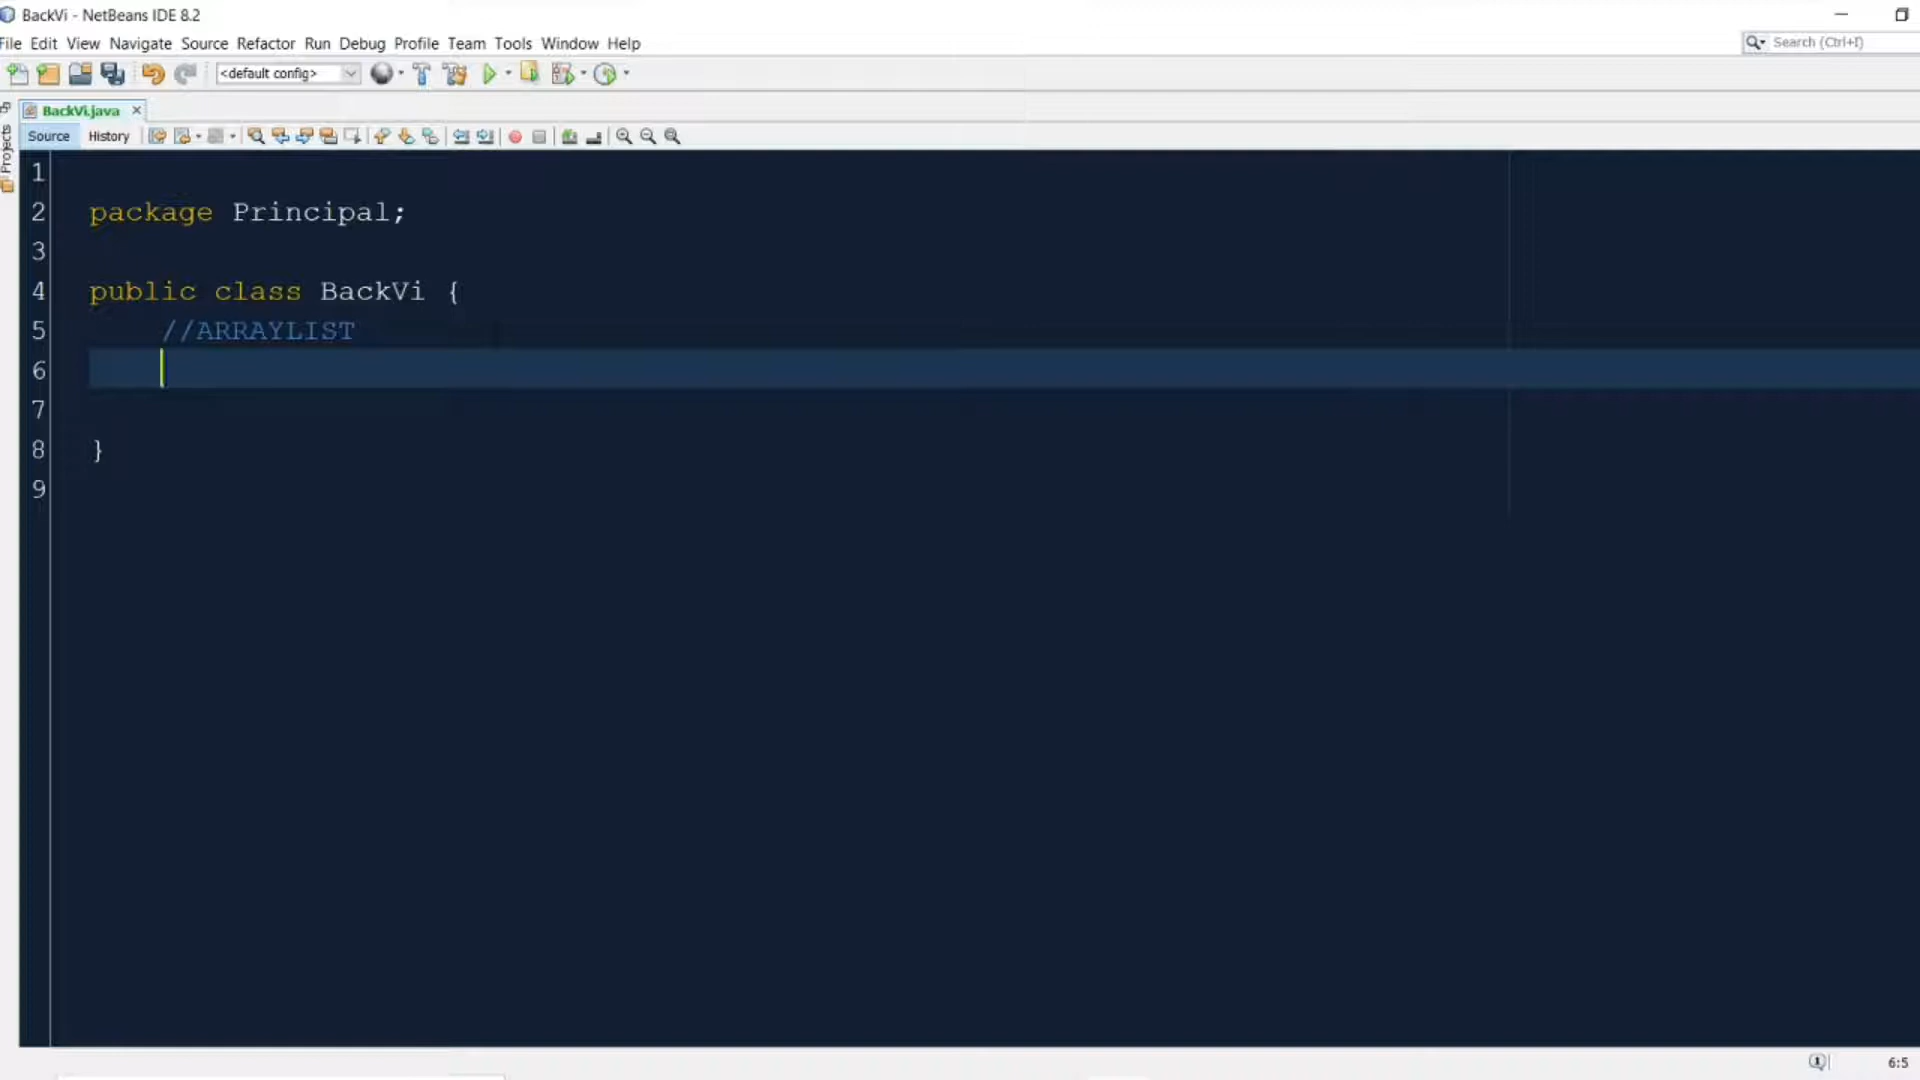 BackVi - NetBeans IDE 8.2
File Edit View Navigate Source Refactor Run Debug Profile Team Tools Window Help
Search (Ctrl+I)
<default config>
BackVi.java
Projects
Source History
1
2 package Principal;
3
4 public class BackVi {
5 //ARRAYLIST
6
7
8 }
9
6:5